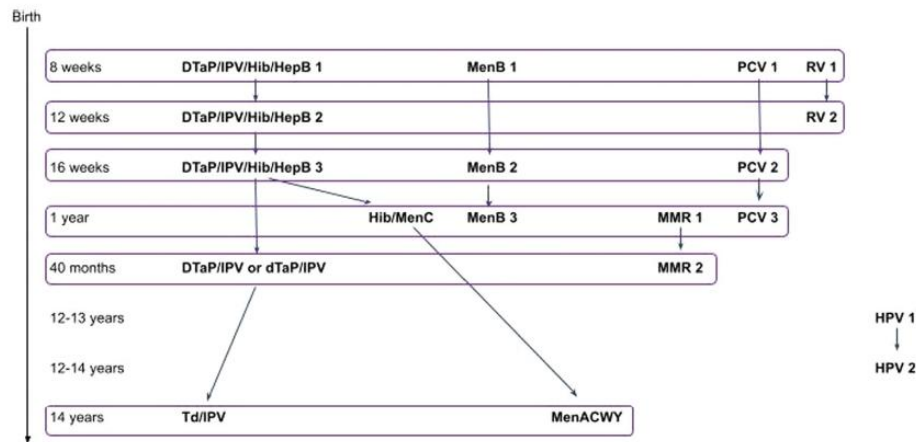 Birth
8 weeks DTaP/IPV/Hib/HepB 1 MenB 1 PCV 1 RV 1
12 weeks DTaP/IPV/Hib/HepB 2 RV 2
16 weeks DTaP/IPV/Hib/HepB 3 MenB 2 PCV 2
1 year Hib/MenC MenB 3 MMR 1 PCV 3
40 months DTaP/IPV or dTaP/IPV MMR 2
12-13 years HPV 1
12-14 years HPV 2
14 years Td/IPV MenACWY